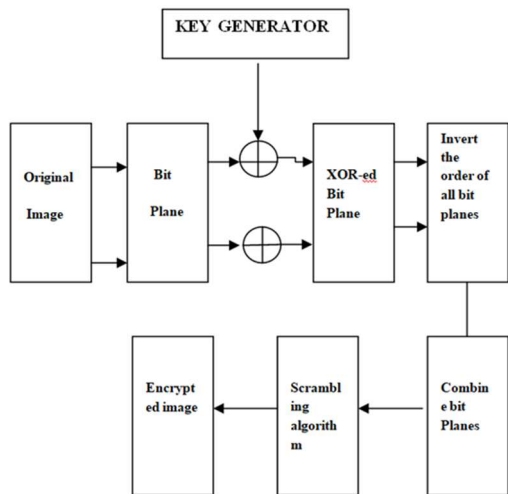 KEY GENERATOR
Original
Image
Bit
Plane
XOR-ed
Bit
Plane
Invert
the
order of
all bit
planes
Encrypt
ed image
Scrambl
ing
algorith
m
Combin
e bit
Planes